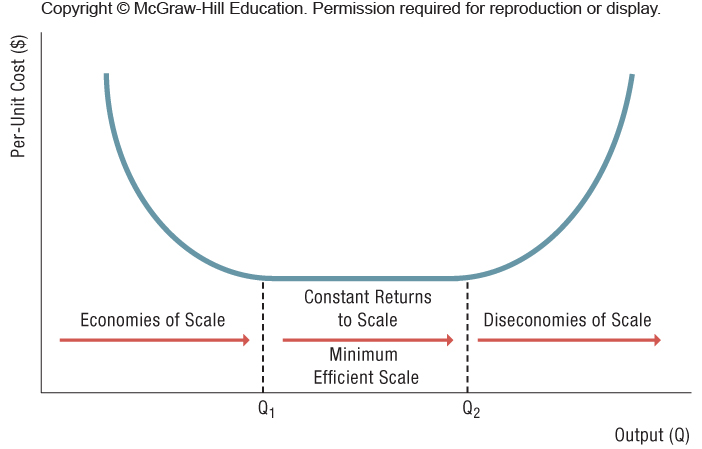 Copyright © McGraw-Hill Education. Permission required for reproduction or display.
Per-Unit Cost ($)
Economies of Scale
Constant Returns
to Scale
Minimum
Efficient Scale
Diseconomies of Scale
Q₁
Q₂
Output (Q)